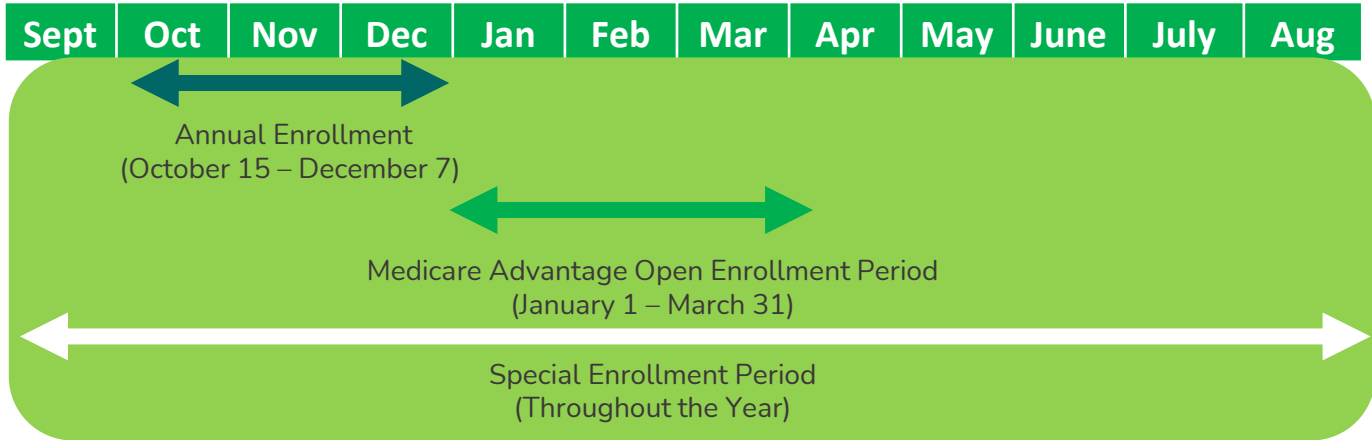 Sept Oct Nov Dec Jan Feb Mar Apr May June July Aug
Annual Enrollment
(October 15 – December 7)
Medicare Advantage Open Enrollment Period
(January 1 – March 31)
Special Enrollment Period
(Throughout the Year)